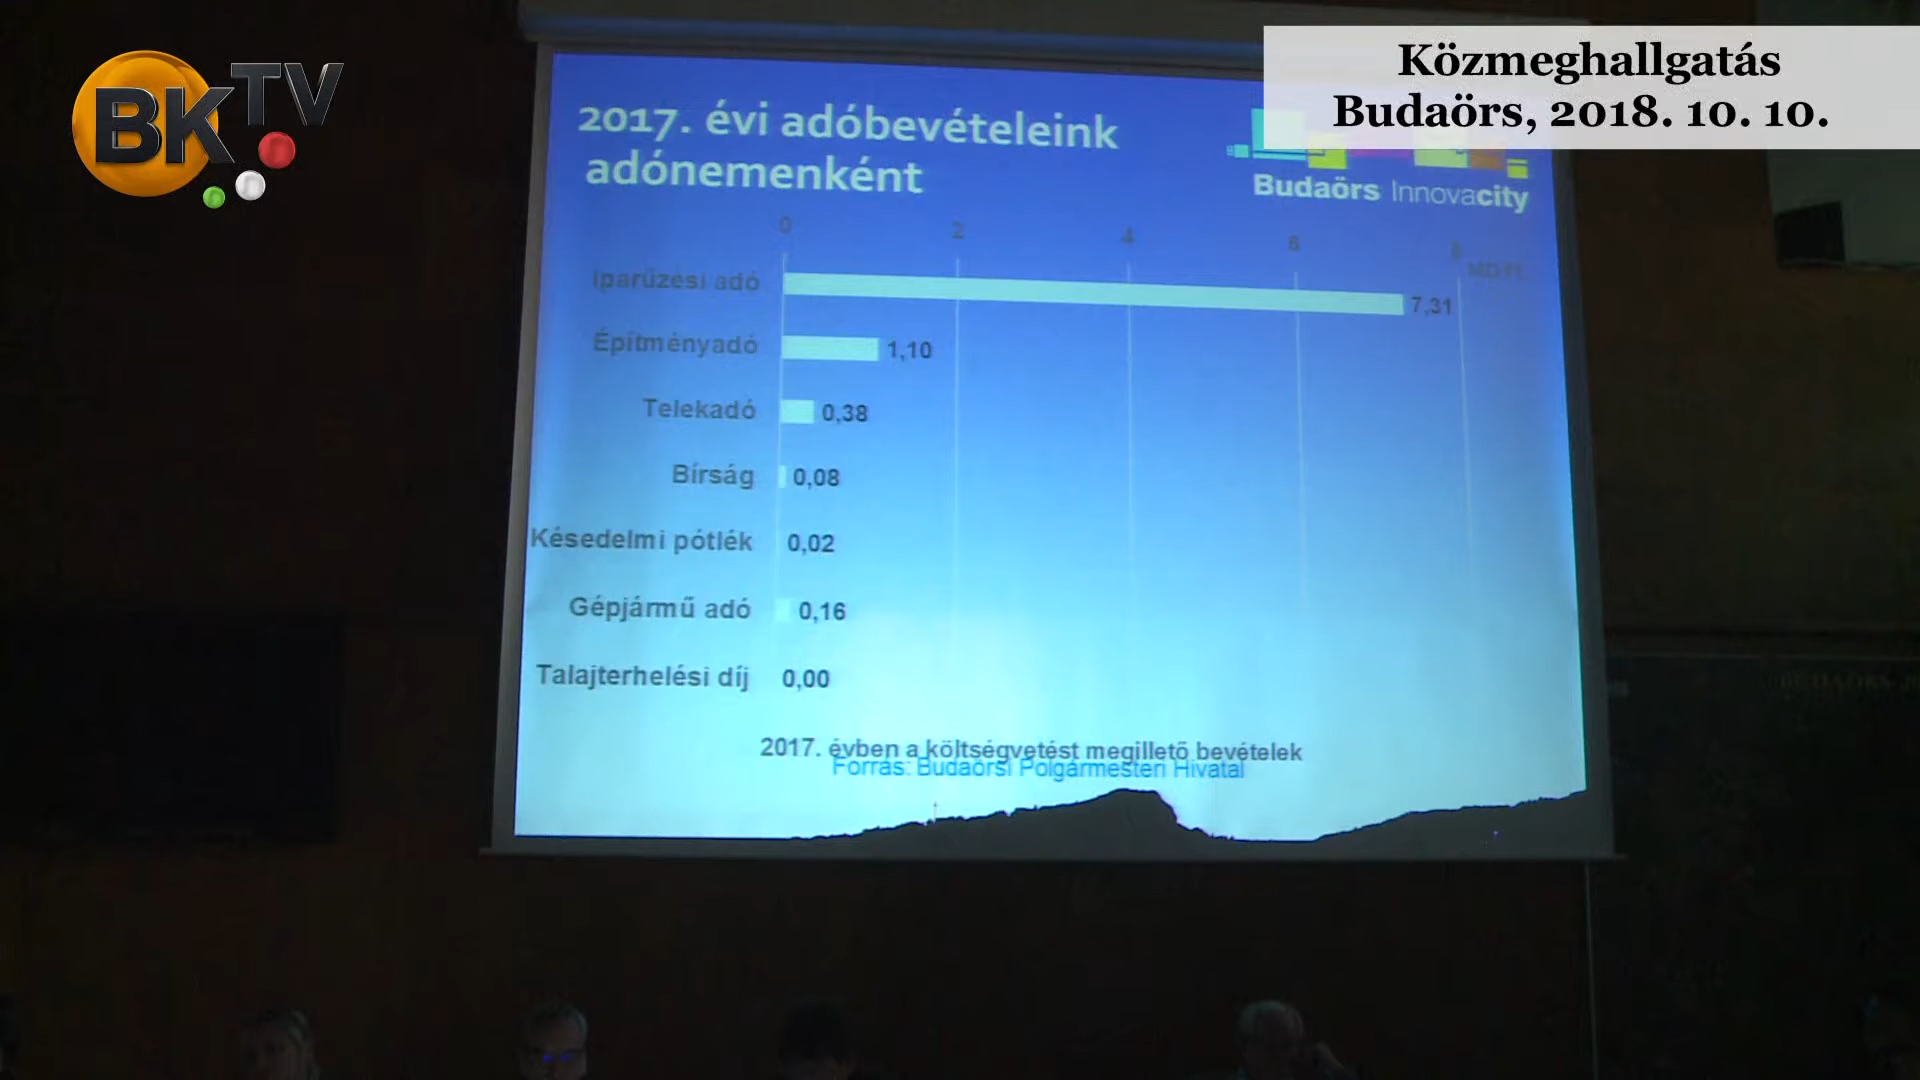 BKTV
Közmeghallgatás
Budaörs, 2018. 10. 10.
2017. évi adóbevételeink
adónemenként
Budaörs Innovacity
0 2 4 6 8
MD Ft
Iparűzési adó 7,31
Építményadó 1,10
Telekadó 0,38
Bírság 0,08
Késedelmi pótlék 0,02
Gépjármű adó 0,16
Talajterhelési díj 0,00
2017. évben a költségvetést megillető bevételek
Forrás: Budaörsi Polgármesteri Hivatal